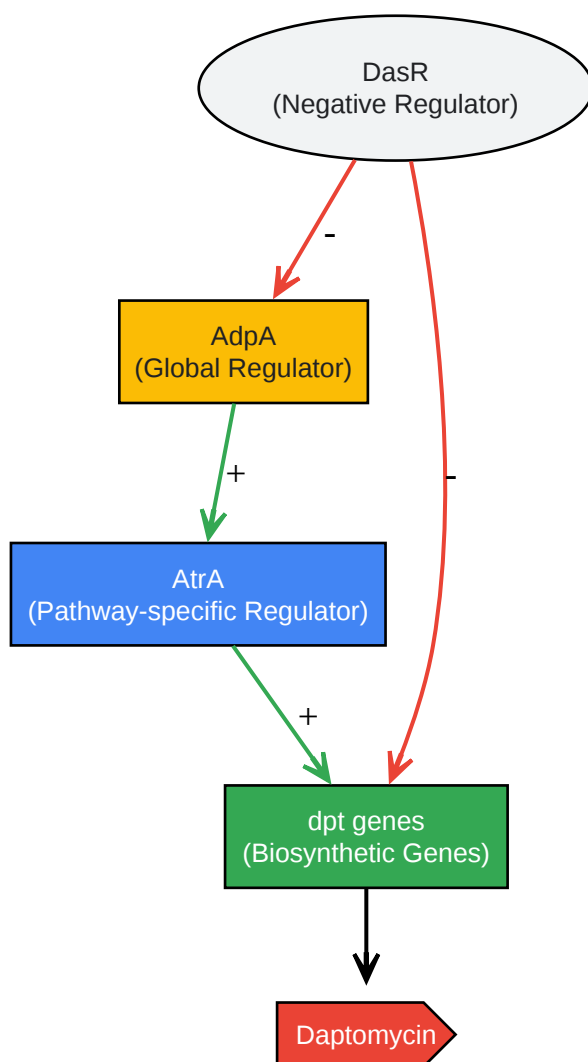 DasR
(Negative Regulator)
-
AdpA
(Global Regulator)
+
-
AtrA
(Pathway-specific Regulator)
+
dpt genes
(Biosynthetic Genes)
Daptomycin